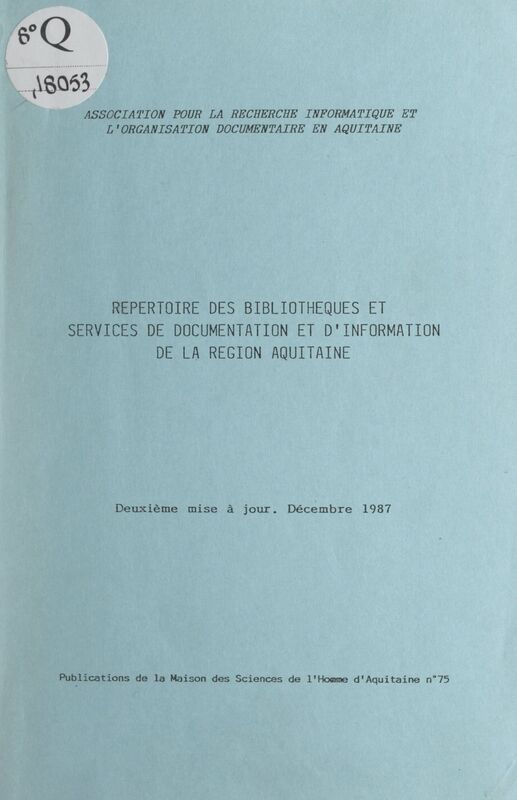 8° Q
18053
ASSOCIATION POUR LA RECHERCHE INFORMATIQUE ET
L'ORGANISATION DOCUMENTAIRE EN AQUITAINE
REPERTOIRE DES BIBLIOTHEQUES ET
SERVICES DE DOCUMENTATION ET D'INFORMATION
DE LA REGION AQUITAINE
Deuxième mise à jour. Décembre 1987
Publications de la Maison des Sciences de l'Homme d'Aquitaine n°75